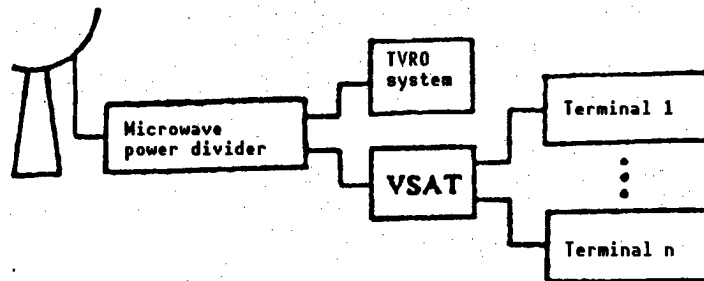 TVRO
system
Microwave
power divider
VSAT
Terminal 1
Terminal n